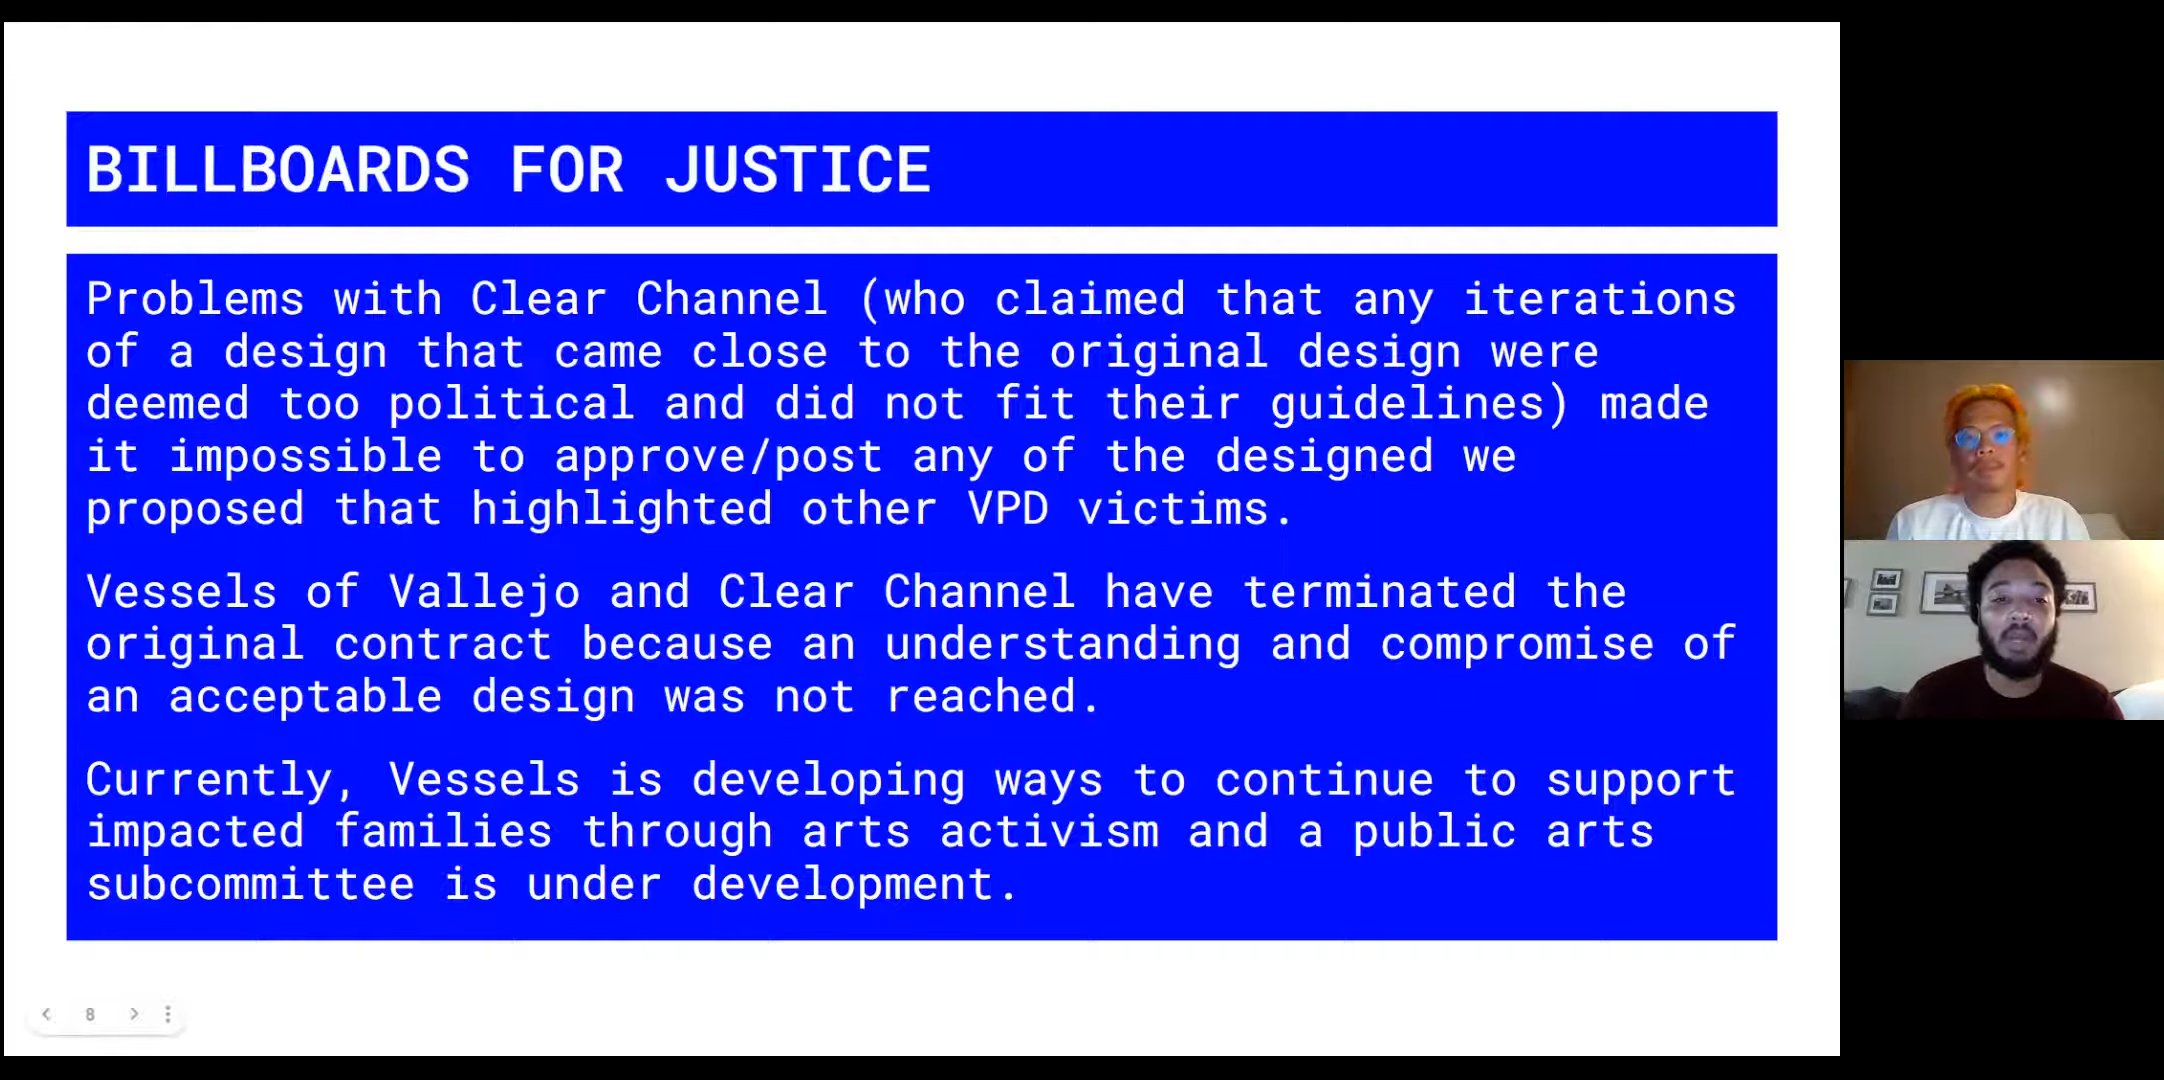 BILLBOARDS FOR JUSTICE
Problems with Clear Channel (who claimed that any iterations
of a design that came close to the original design were
deemed too political and did not fit their guidelines) made
it impossible to approve/post any of the designed we
proposed that highlighted other VPD victims.
Vessels of Vallejo and Clear Channel have terminated the
original contract because an understanding and compromise of
an acceptable design was not reached.
Currently, Vessels is developing ways to continue to support
impacted families through arts activism and a public arts
subcommittee is under development.
8